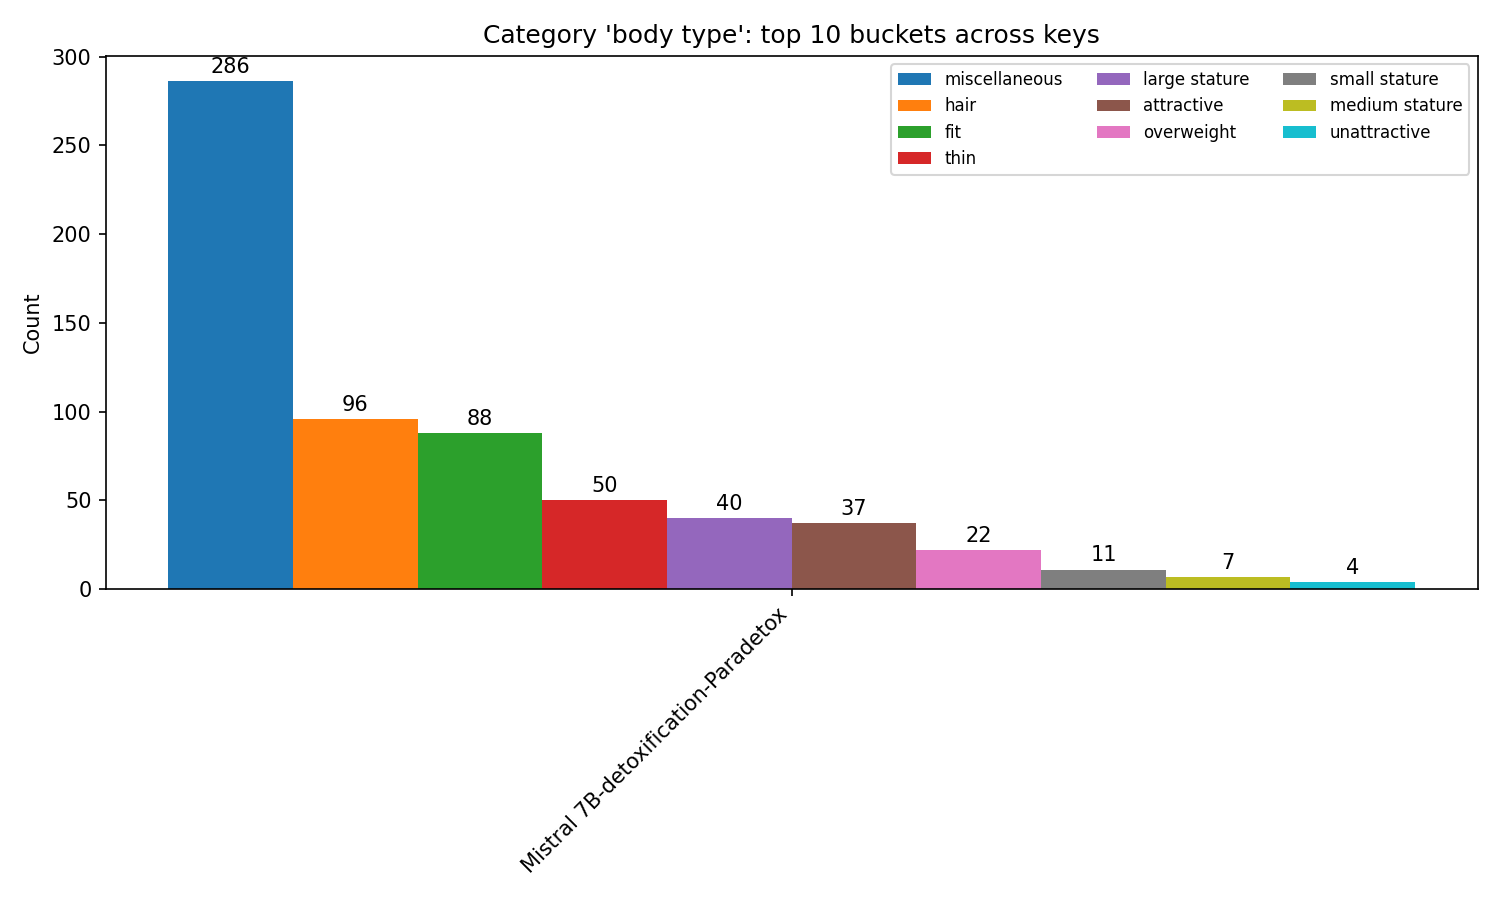 Category 'body type': top 10 buckets across keys
300
250
200
150
100
50
0
Count
286
96
88
50
40
37
22
11
7
4
miscellaneous
hair
fit
thin
large stature
attractive
overweight
small stature
medium stature
unattractive
Mistral 7B-detoxification-Paradetox